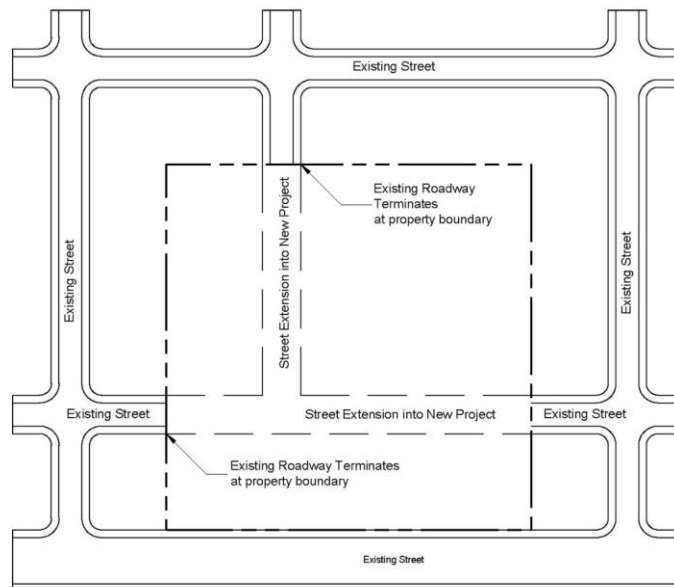 Existing Street
Existing Roadway
Terminates
at property boundary
Street Extension into New Project
Existing Street
Existing Street
Existing Street
Street Extension into New Project
Existing Street
Existing Roadway Terminates
at property boundary
Existing Street